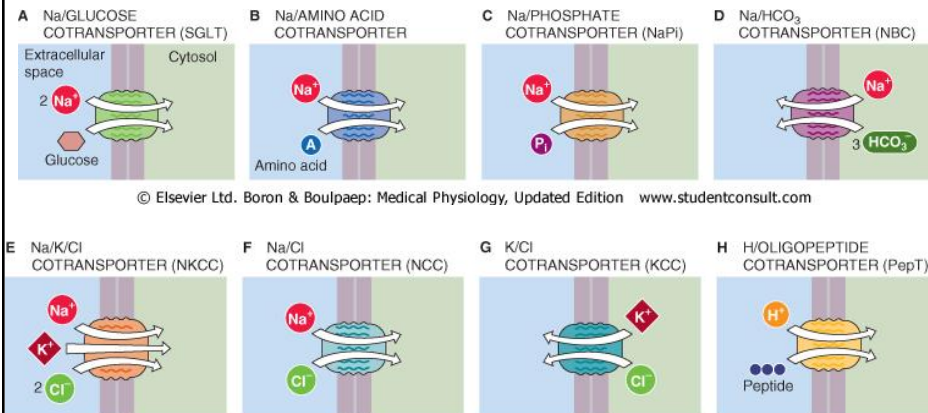 A Na/GLUCOSE
COTRANSPORTER (SGLT)
Extracellular
space
Cytosol
2 Na⁺
Glucose
B Na/AMINO ACID
COTRANSPORTER
Na⁺
A
Amino acid
C Na/PHOSPHATE
COTRANSPORTER (NaPi)
Na⁺
Pᵢ
D Na/HCO₃
COTRANSPORTER (NBC)
Na⁺
3 HCO₃⁻
© Elsevier Ltd. Boron & Boulpaep: Medical Physiology, Updated Edition www.studentconsult.com
E Na/K/Cl
COTRANSPORTER (NKCC)
Na⁺
K⁺
2 Cl⁻
F Na/Cl
COTRANSPORTER (NCC)
Na⁺
Cl⁻
G K/Cl
COTRANSPORTER (KCC)
K⁺
Cl⁻
H H/OLIGOPEPTIDE
COTRANSPORTER (PepT)
H⁺
Peptide